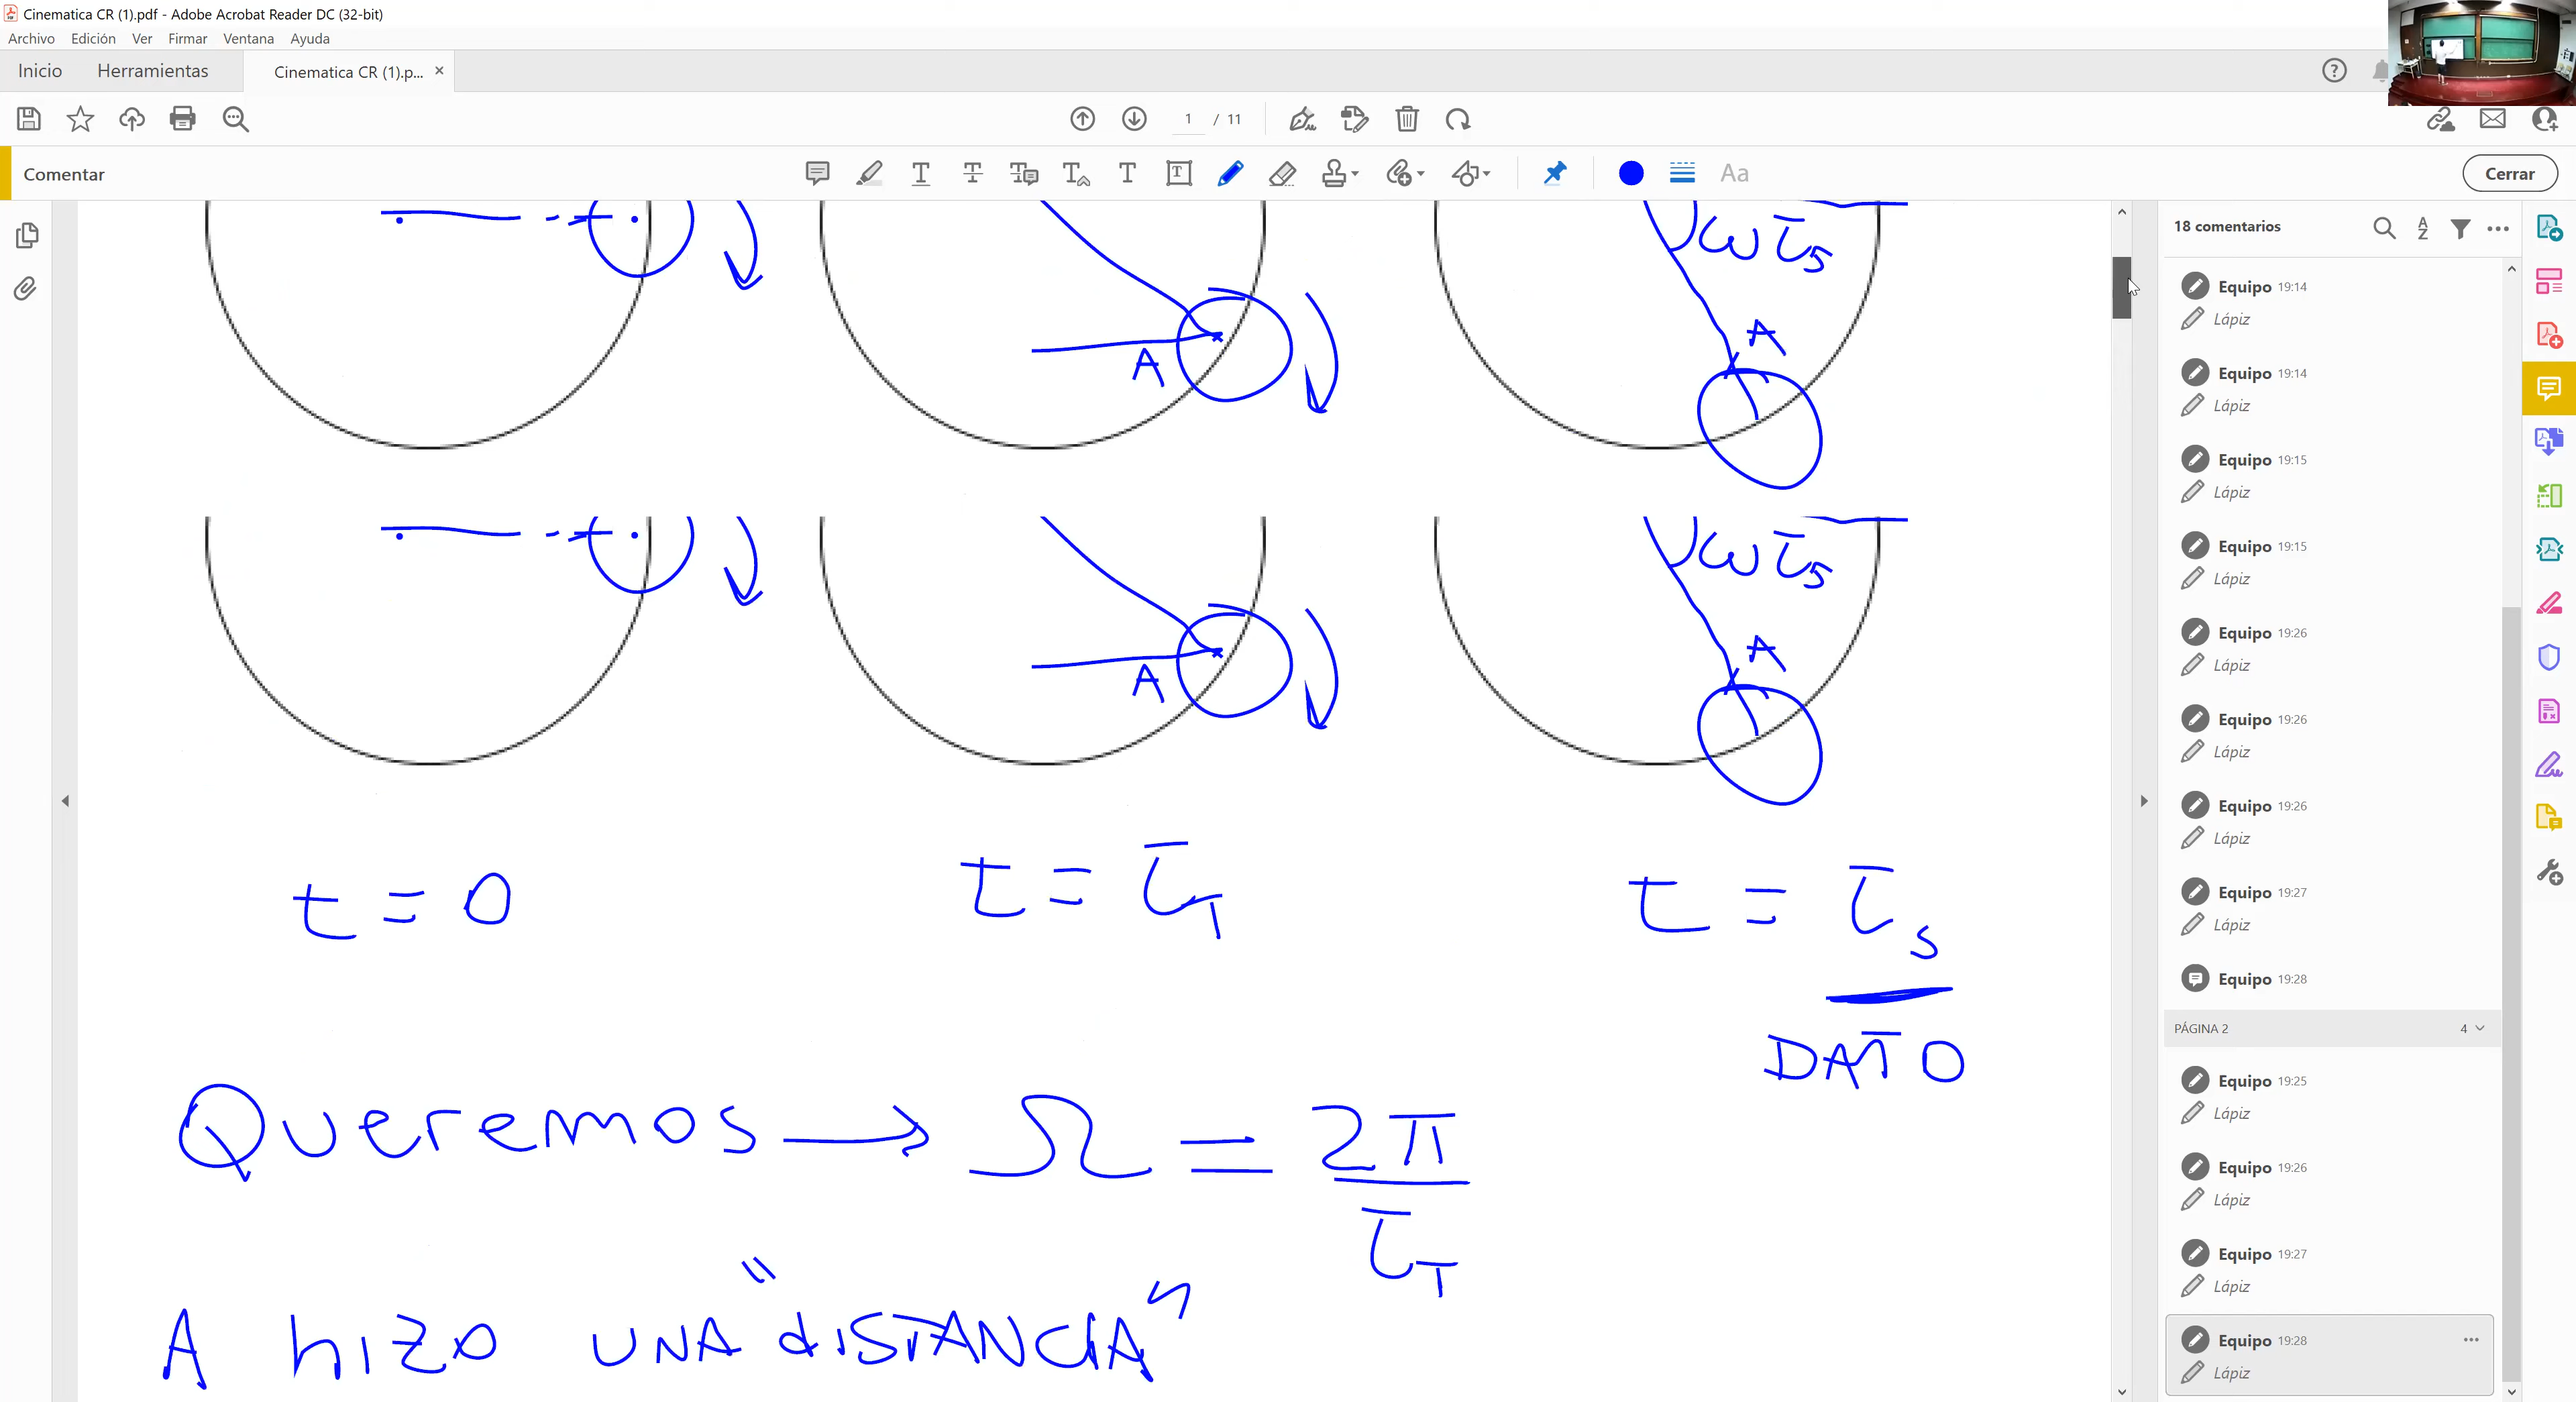 Cinematica CR (1).pdf - Adobe Acrobat Reader DC (32-bit)
Archivo Edición Ver Firmar Ventana Ayuda
Inicio Herramientas Cinematica CR (1).p... ×
1 / 11
Comentar
Aa
Cerrar
ω τ5
A
A
ω τ5
A
A
t = 0
t = τT
t = τs
DATO
Queremos → Ω = 2π / τT
A hizo UNA "dISTANCIA"
18 comentarios
Equipo 19:14
Lápiz
Equipo 19:14
Lápiz
Equipo 19:15
Lápiz
Equipo 19:15
Lápiz
Equipo 19:26
Lápiz
Equipo 19:26
Lápiz
Equipo 19:26
Lápiz
Equipo 19:27
Lápiz
Equipo 19:28
PÁGINA 2 4
Equipo 19:25
Lápiz
Equipo 19:26
Lápiz
Equipo 19:27
Lápiz
Equipo 19:28
Lápiz